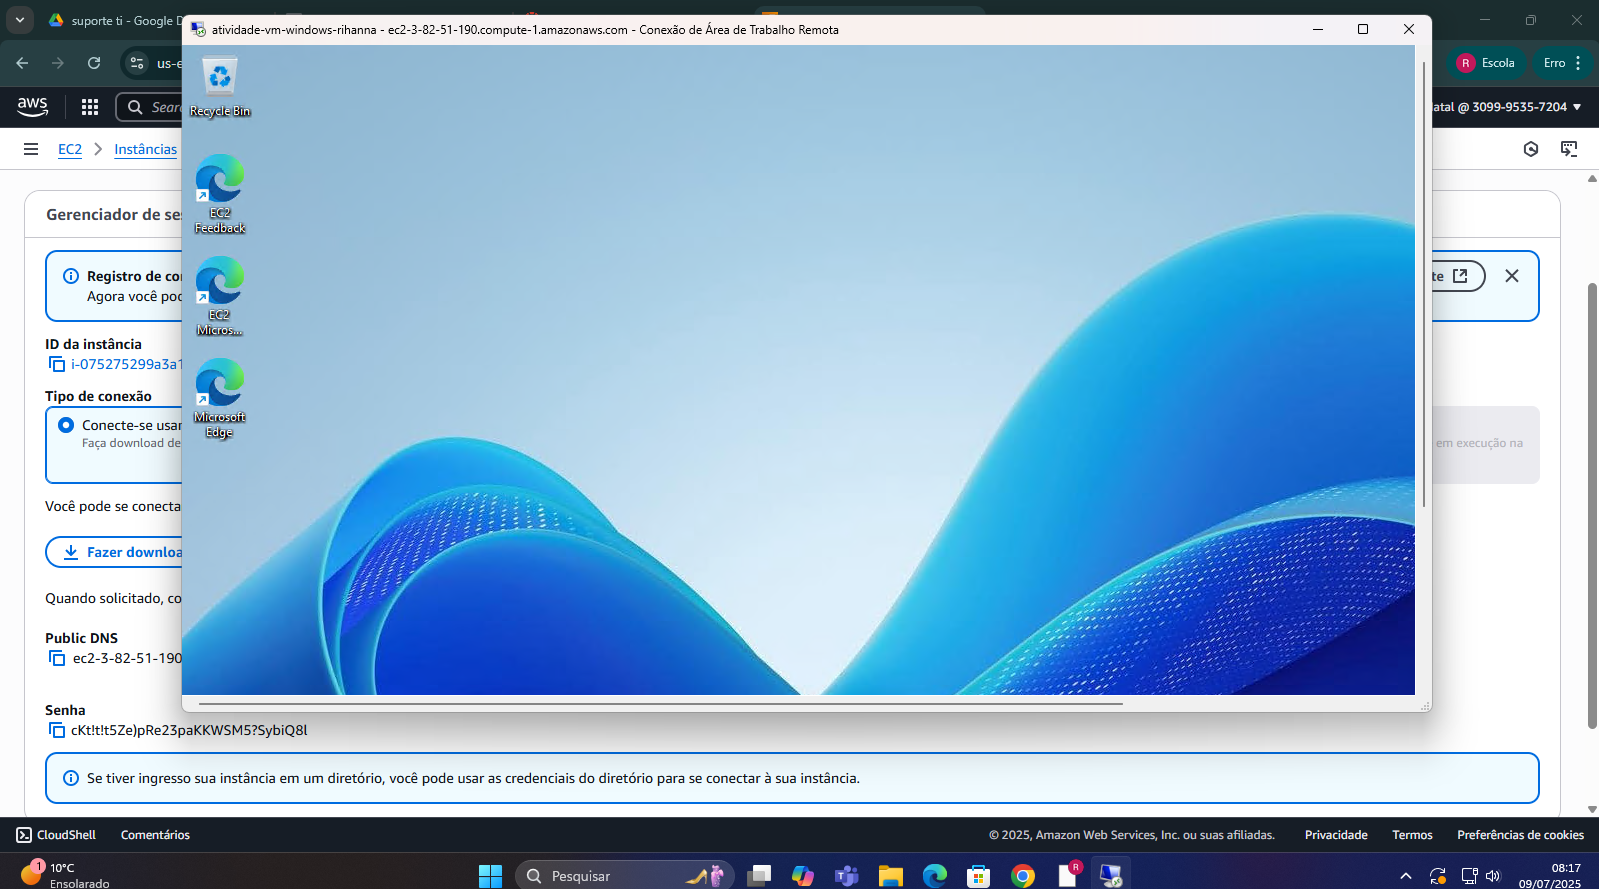 suporte ti - Google D
atividade-vm-windows-rihanna - ec2-3-82-51-190.compute-1.amazonaws.com - Conexão de Área de Trabalho Remota
us-e
R Escola
Erro
aws
Sear
atal @ 3099-9535-7204
EC2
Instâncias
Recycle Bin
EC2
Feedback
EC2
Micros...
Microsoft
Edge
Gerenciador de se
Registro de co
Agora você poc
te
ID da instância
i-075275299a3a1
Tipo de conexão
Conecte-se usar
Faça download de
em execução na
Você pode se conecta
Fazer downloa
Quando solicitado, co
Public DNS
ec2-3-82-51-190
Senha
cKt!t!t5Ze)pRe23paKKWSM5?SybiQ8l
Se tiver ingresso sua instância em um diretório, você pode usar as credenciais do diretório para se conectar à sua instância.
CloudShell
Comentários
© 2025, Amazon Web Services, Inc. ou suas afiliadas.
Privacidade
Termos
Preferências de cookies
1
10°C
Ensolarado
Pesquisar
R
08:17
09/07/2025